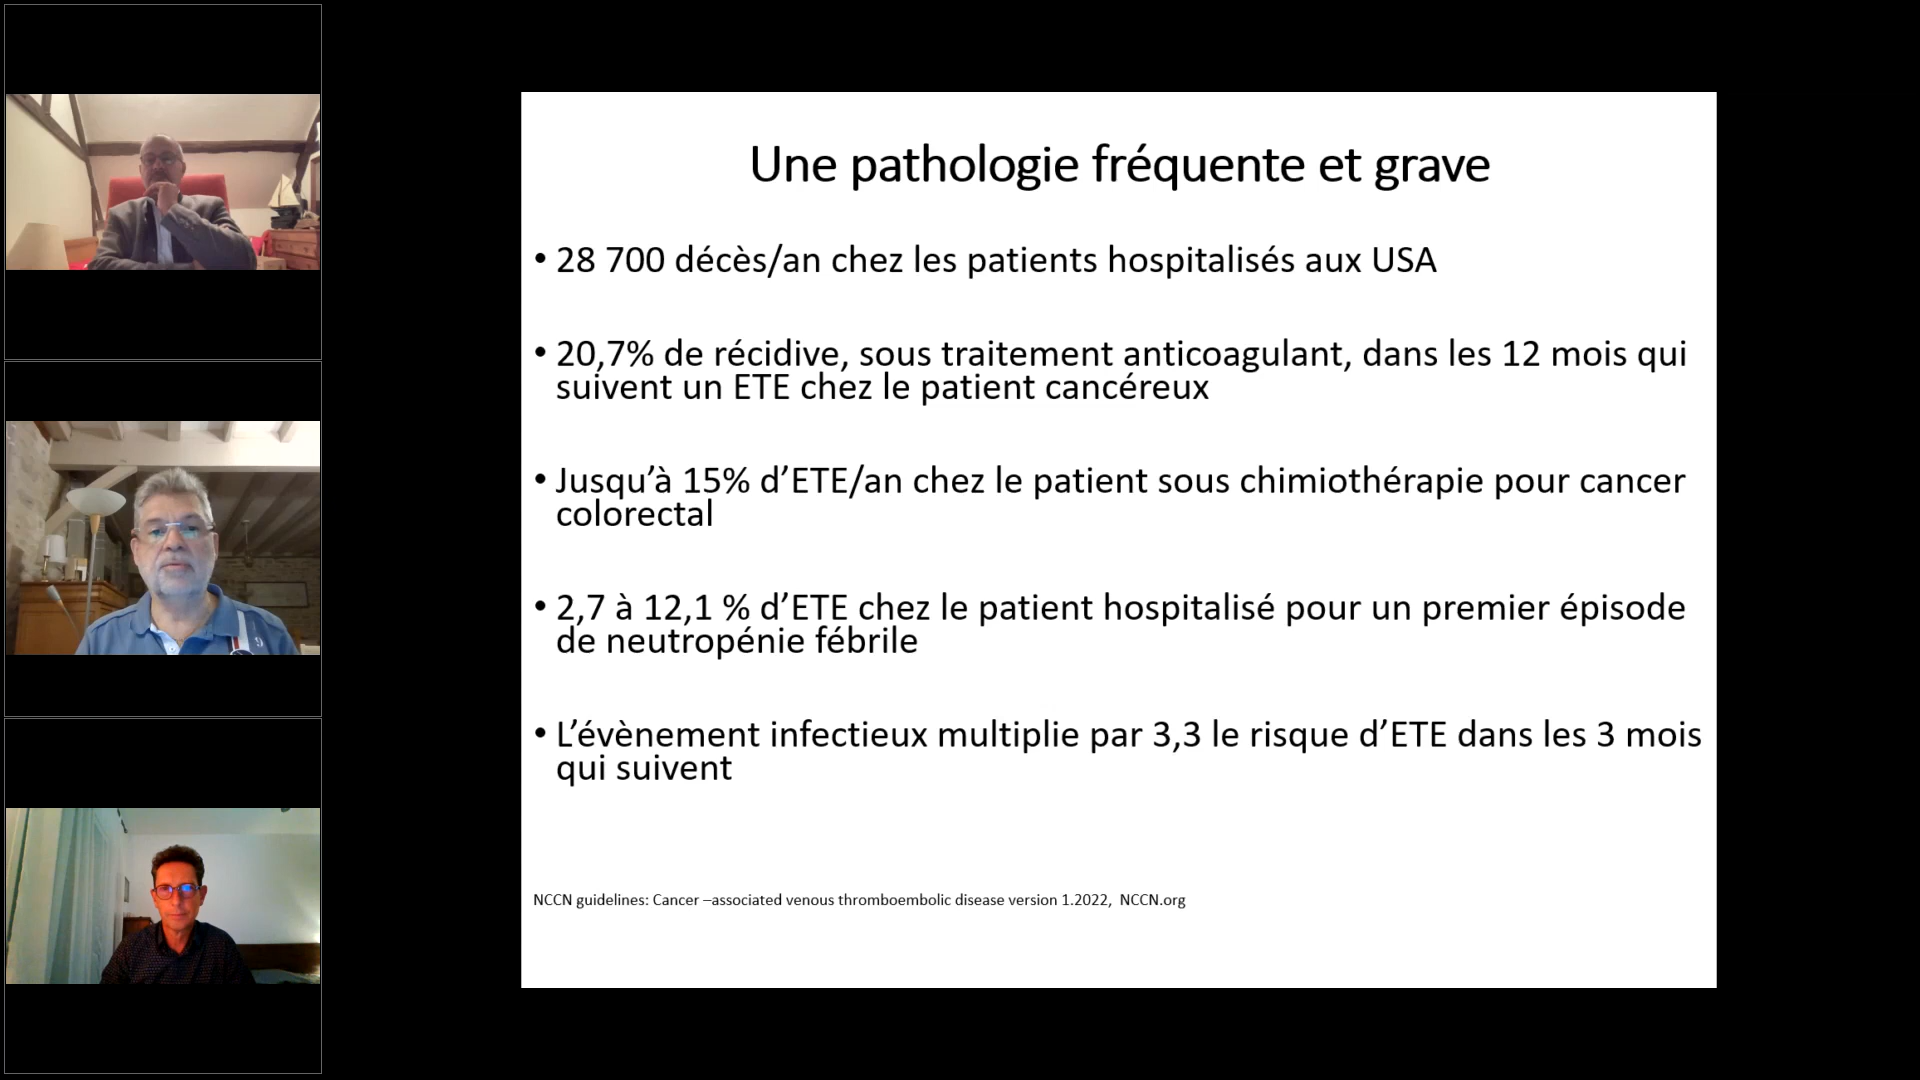 Une pathologie fréquente et grave
• 28 700 décès/an chez les patients hospitalisés aux USA
• 20,7% de récidive, sous traitement anticoagulant, dans les 12 mois qui
suivent un ETE chez le patient cancéreux
• Jusqu’à 15% d’ETE/an chez le patient sous chimiothérapie pour cancer
colorectal
• 2,7 à 12,1 % d’ETE chez le patient hospitalisé pour un premier épisode
de neutropénie fébrile
• L’évènement infectieux multiplie par 3,3 le risque d’ETE dans les 3 mois
qui suivent
NCCN guidelines: Cancer –associated venous thromboembolic disease version 1.2022, NCCN.org
9